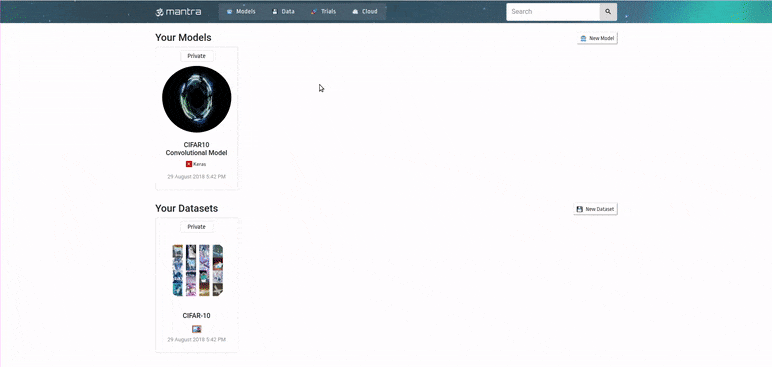 mantra
Models Data Trials Cloud
Search
Your Models
New Model
Private
CIFAR10
Convolutional Model
Keras
29 August 2018 5:42 PM
Your Datasets
New Dataset
Private
CIFAR-10
29 August 2018 5:42 PM